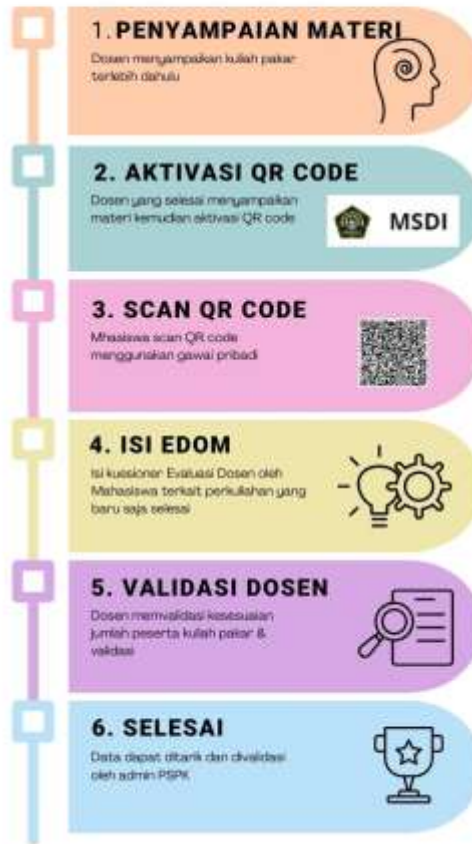 1. PENYAMPAIAN MATERI
Dosen menyampaikan kuliah pakar
terlebih dahulu
2. AKTIVASI QR CODE
Dosen yang selesai menyampaikan
materi kemudian aktivasi QR code
MSDI
3. SCAN QR CODE
Mhasiswa scan QR code
menggunakan gawai pribadi
4. ISI EDOM
Isi kuesioner Evaluasi Dosen oleh
Mahasiswa terkait perkuliahan yang
baru saja selesai
5. VALIDASI DOSEN
Dosen memvalidasi kesesuaian
jumlah peserta kuliah pakar &
validasi
6. SELESAI
Data dapat ditarik dan divalidasi
oleh admin PSPK